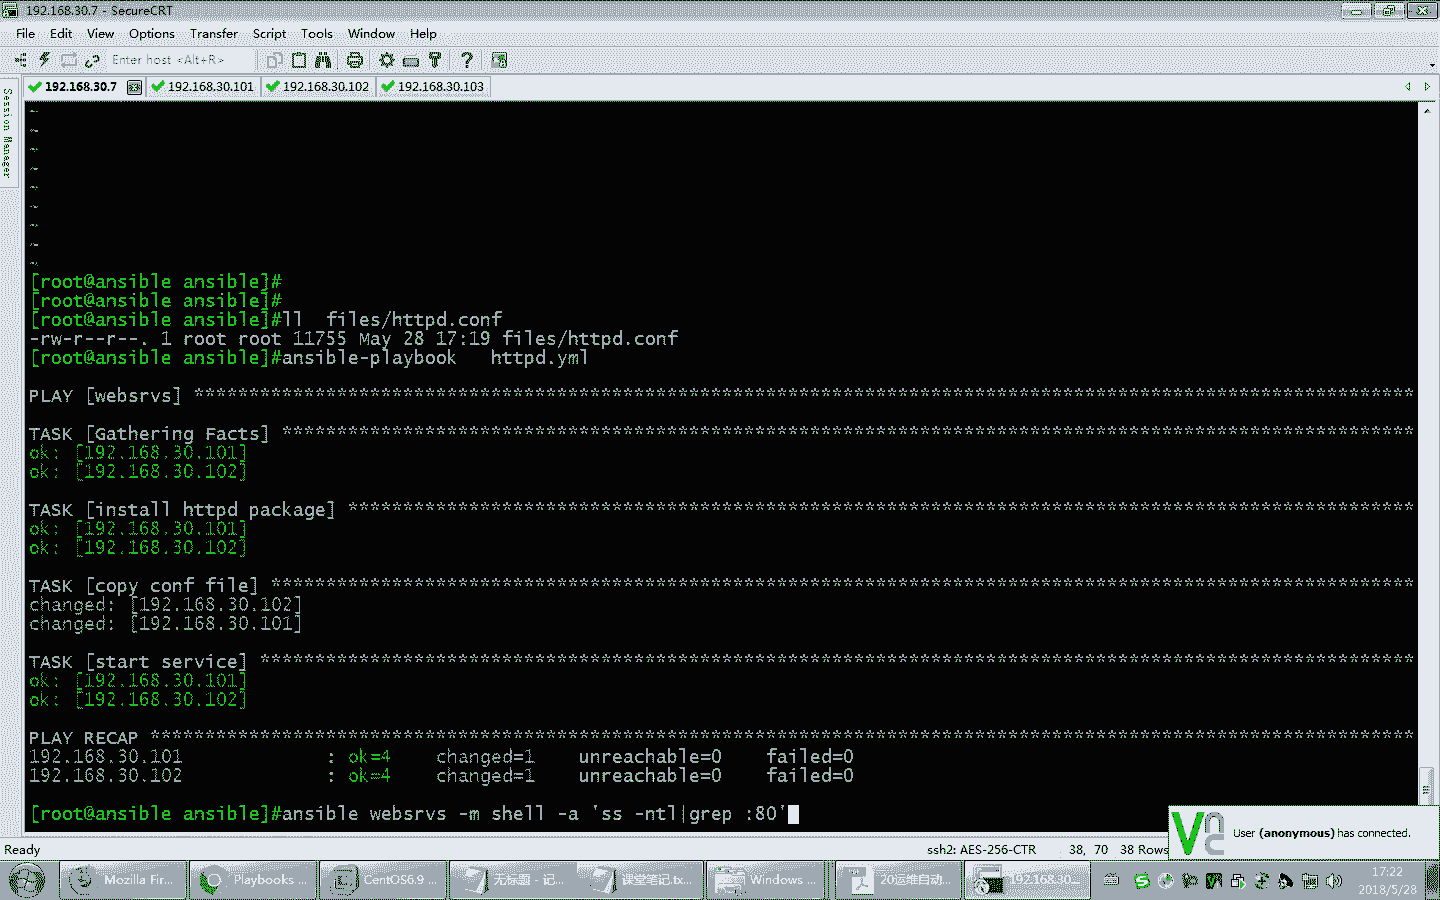 192.168.30.7 - SecureCRT
File Edit View Options Transfer Script Tools Window Help
Enter host <Alt+R>
192.168.30.7 192.168.30.101 192.168.30.102 192.168.30.103
Session Manager
~
~
~
~
~
~
~
~
~
[root@ansible ansible]#
[root@ansible ansible]#
[root@ansible ansible]#ll  files/httpd.conf
-rw-r--r--. 1 root root 11755 May 28 17:19 files/httpd.conf
[root@ansible ansible]#ansible-playbook   httpd.yml
PLAY [websrvs] ***************************************************************************************************************
TASK [Gathering Facts] *******************************************************************************************************
ok: [192.168.30.101]
ok: [192.168.30.102]
TASK [install httpd package] *************************************************************************************************
ok: [192.168.30.101]
ok: [192.168.30.102]
TASK [copy conf file] ********************************************************************************************************
changed: [192.168.30.102]
changed: [192.168.30.101]
TASK [start service] *********************************************************************************************************
ok: [192.168.30.101]
ok: [192.168.30.102]
PLAY RECAP *******************************************************************************************************************
192.168.30.101             : ok=4    changed=1    unreachable=0    failed=0
192.168.30.102             : ok=4    changed=1    unreachable=0    failed=0
[root@ansible ansible]#ansible websrvs -m shell -a 'ss -ntl|grep :80'
User (anonymous) has connected.
Ready ssh2: AES-256-CTR 38, 70 38 Rows
Mozilla Fir... Playbooks ... CentOS6.9 ... 无标题 - 记... 课堂笔记.tx... Windows ... 20运维自动... 192.168.30... 17:22
2018/5/28